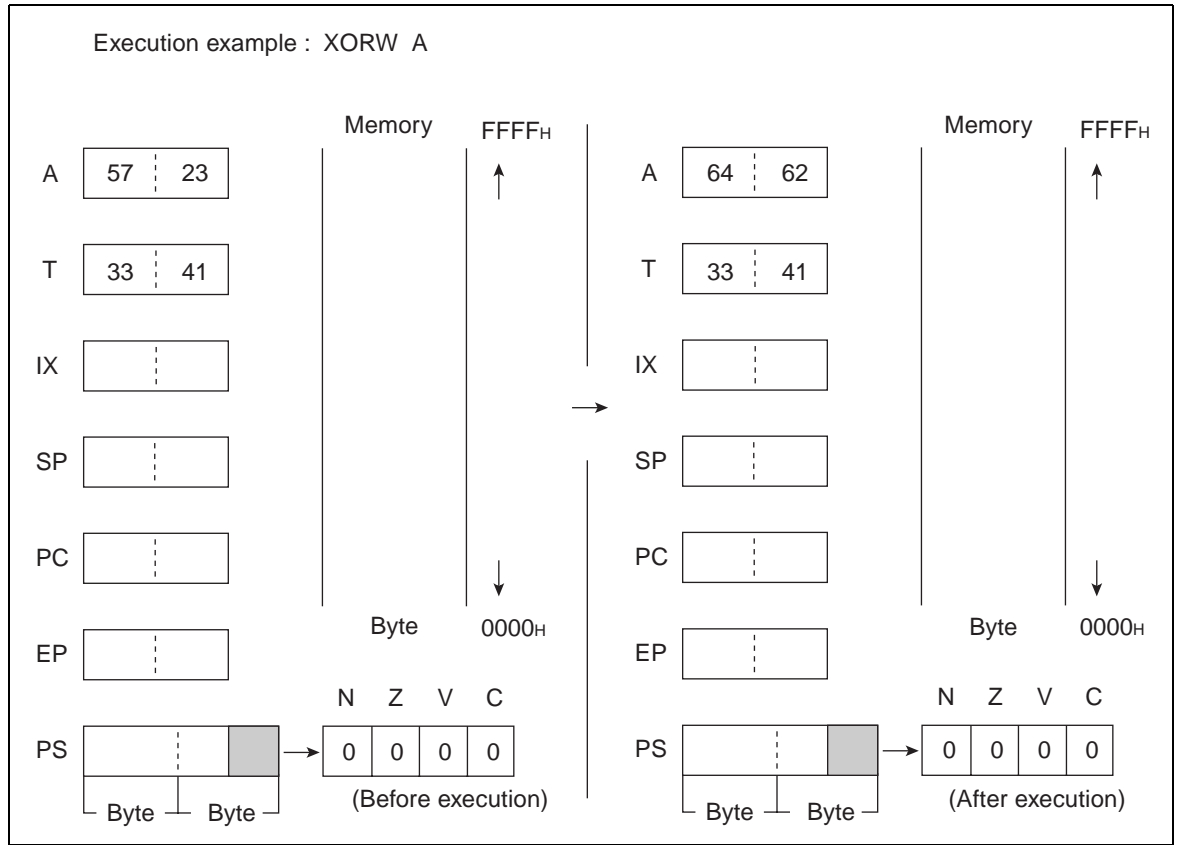 Execution example : XORW A
Memory FFFFH
A 57 23
T 33 41
IX
SP
PC
EP
Byte 0000H
N Z V C
PS 0 0 0 0
Byte Byte
(Before execution)
Memory FFFFH
A 64 62
T 33 41
IX
SP
PC
EP
Byte 0000H
N Z V C
PS 0 0 0 0
Byte Byte
(After execution)